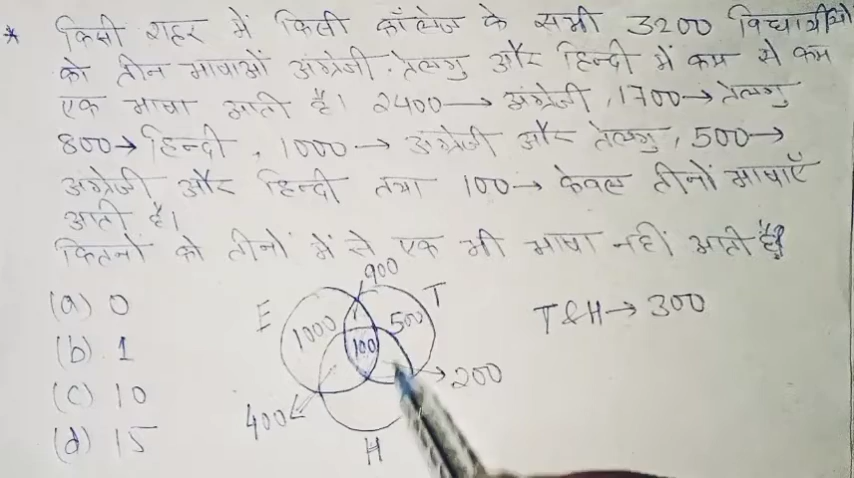 * किसी शहर में किसी कॉलेज के सभी 3200 विद्यार्थीयों
को तीन भाषाओं अंग्रेजी, तेलगु और हिन्दी में कम से कम
एक भाषा आती है। 2400→ अंग्रेजी, 1700→ तेलगु
800→ हिन्दी, 1000→ अंग्रेजी और तेलगु, 500→
अंग्रेजी और हिन्दी तथा 100→ केवल तीनों भाषाएँ
आती है।
कितनों को तीनों में से एक भी भाषा नहीं आती है?
(a) 0
(b) 1
(c) 10
(d) 15
900
E
T
1000
500
100
T&H→ 300
200
400
H